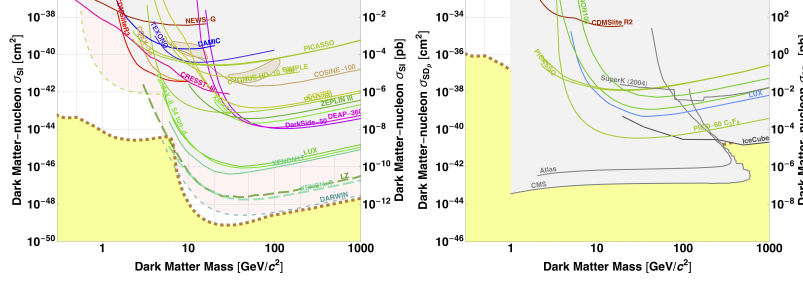 Dark Matter–nucleon σSI [cm²]
10⁻³⁸
10⁻⁴⁰
10⁻⁴²
10⁻⁴⁴
10⁻⁴⁶
10⁻⁴⁸
10⁻⁵⁰
NEWS-G
DAMIC
PICASSO
COSINE-100
SIMPLE
CRESST-III
ZEPLIN III
DEAP-360
DarkSide-50
LUX
LZ
DARWIN
10⁻²
10⁻⁴
10⁻⁶
10⁻⁸
10⁻¹⁰
10⁻¹²
Dark Matter–nucleon σSI [pb]
1
10
100
1000
Dark Matter Mass [GeV/c²]
Dark Matter–nucleon σSDp [cm²]
10⁻³⁴
10⁻³⁶
10⁻³⁸
10⁻⁴⁰
10⁻⁴²
10⁻⁴⁴
10⁻⁴⁶
CDMSlite R2
PICASSO
SuperK (2004)
LUX
PICO-60 C₃F₈
IceCube
Atlas
CMS
10²
10⁰
10⁻²
10⁻⁴
10⁻⁶
10⁻⁸
1
10
100
1000
Dark Matter Mass [GeV/c²]